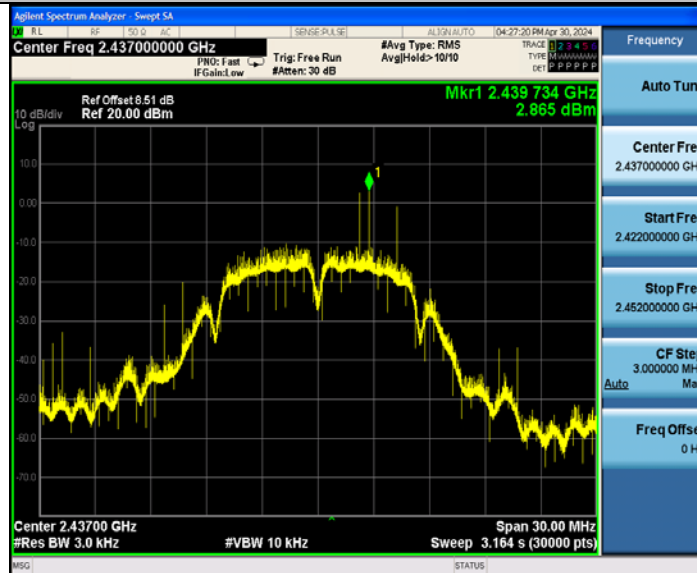 Agilent Spectrum Analyzer - Swept SA
RL RF 50 Ω AC SENSE:PULSE ALIGN AUTO 04:27:20 PM Apr 30, 2024
Center Freq 2.437000000 GHz
PNO: Fast
IFGain:Low
Trig: Free Run
#Atten: 30 dB
#Avg Type: RMS
Avg|Hold:> 10/10
TRACE 1 2 3 4 5 6
TYPE M
DET P P P P P P
Frequency
Ref Offset 8.51 dB
Ref 20.00 dBm
10 dB/div
Log
Mkr1 2.439 734 GHz
2.865 dBm
1
10.0
0.00
-10.0
-20.0
-30.0
-40.0
-50.0
-60.0
-70.0
Center 2.43700 GHz
Span 30.00 MHz
#Res BW 3.0 kHz
#VBW 10 kHz
Sweep 3.164 s (30000 pts)
Auto Tun
Center Fre
2.437000000 GH
Start Fre
2.422000000 GH
Stop Fre
2.452000000 GH
CF Ste
3.000000 MH
Auto Ma
Freq Offse
0 H
MSG
STATUS